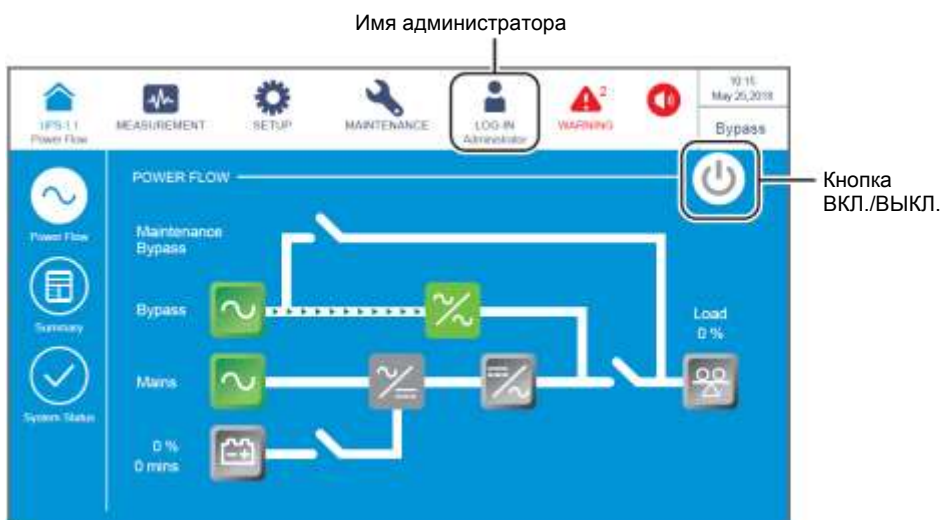 Имя администратора
10:15
May 25,2018
2
UPS-1.1
MEASUREMENT
SETUP
MAINTENANCE
LOG-IN
WARNING
Bypass
Power Flow
Administrator
POWER FLOW
Кнопка
ВКЛ./ВЫКЛ.
Power Flow
Maintenance
Bypass
Bypass
Load
0 %
Summary
Mains
System Status
0 %
0 mins